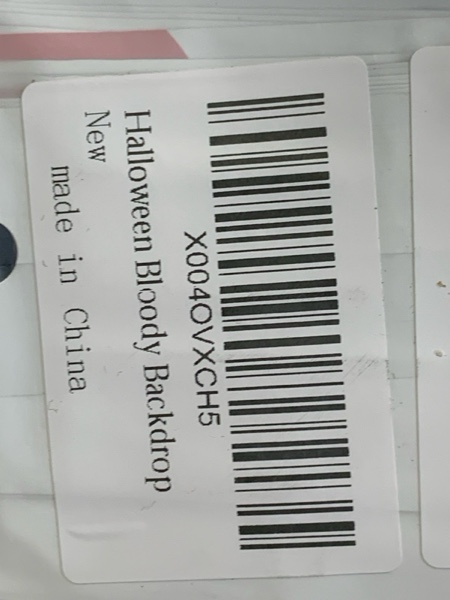 X004OVXCH5
Halloween Bloody Backdrop
New
made in China